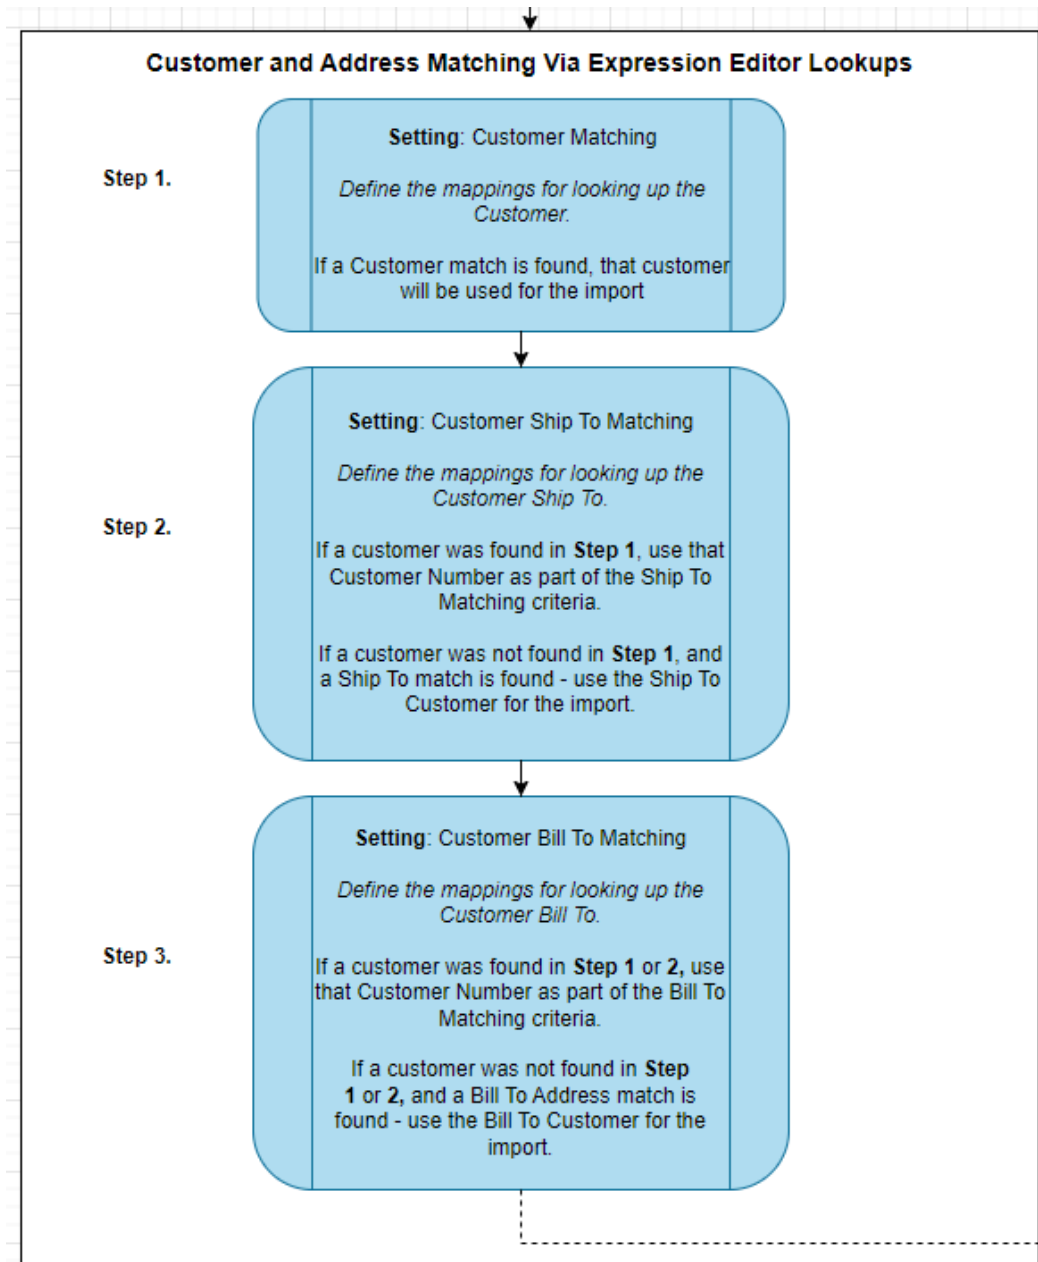 Customer and Address Matching Via Expression Editor Lookups
Step 1.
Setting: Customer Matching
Define the mappings for looking up the
Customer.
If a Customer match is found, that customer
will be used for the import
Step 2.
Setting: Customer Ship To Matching
Define the mappings for looking up the
Customer Ship To.
If a customer was found in Step 1, use that
Customer Number as part of the Ship To
Matching criteria.
If a customer was not found in Step 1, and
a Ship To match is found - use the Ship To
Customer for the import.
Step 3.
Setting: Customer Bill To Matching
Define the mappings for looking up the
Customer Bill To.
If a customer was found in Step 1 or 2, use
that Customer Number as part of the Bill To
Matching criteria.
If a customer was not found in Step
1 or 2, and a Bill To Address match is
found - use the Bill To Customer for the
import.